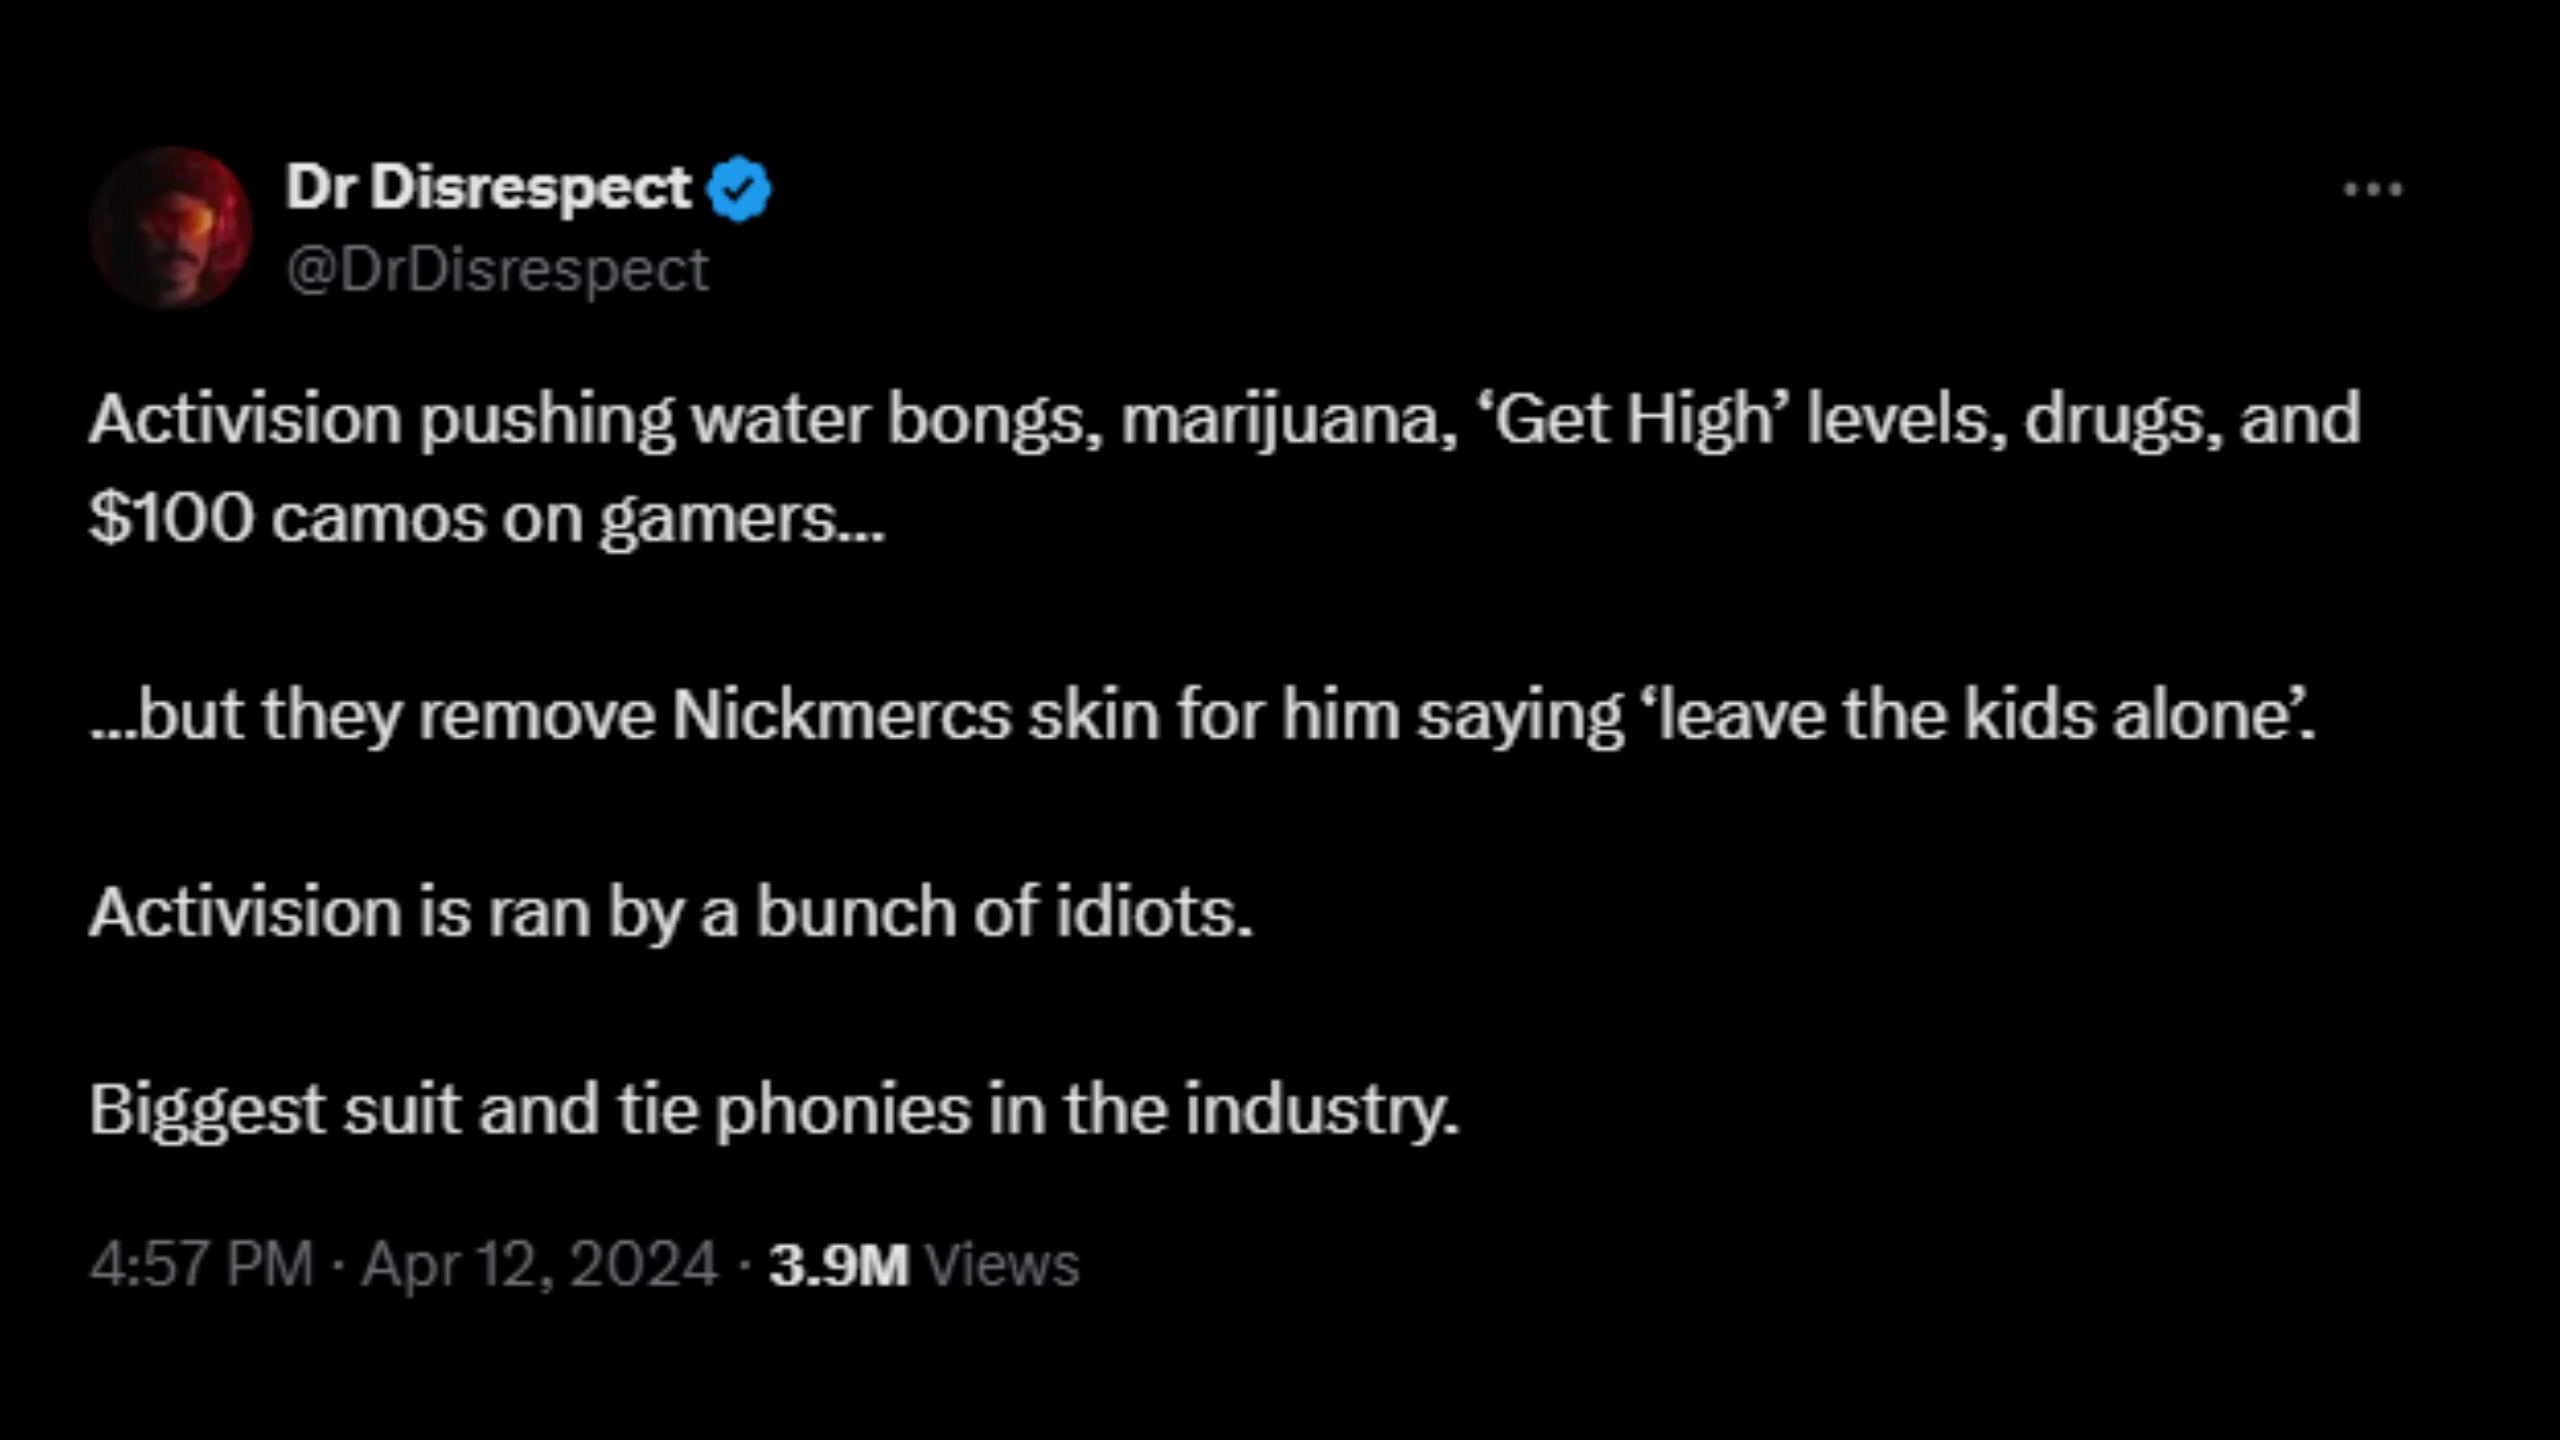 Dr Disrespect
@DrDisrespect
Activision pushing water bongs, marijuana, ‘Get High’ levels, drugs, and
$100 camos on gamers...
...but they remove Nickmercs skin for him saying ‘leave the kids alone’.
Activision is ran by a bunch of idiots.
Biggest suit and tie phonies in the industry.
4:57 PM · Apr 12, 2024 · 3.9M Views